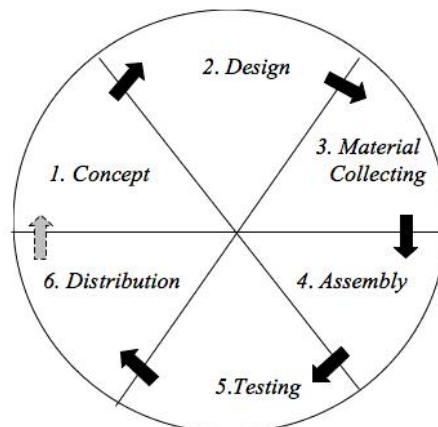 2. Design
3. Material
Collecting
1. Concept
4. Assembly
6. Distribution
5.Testing